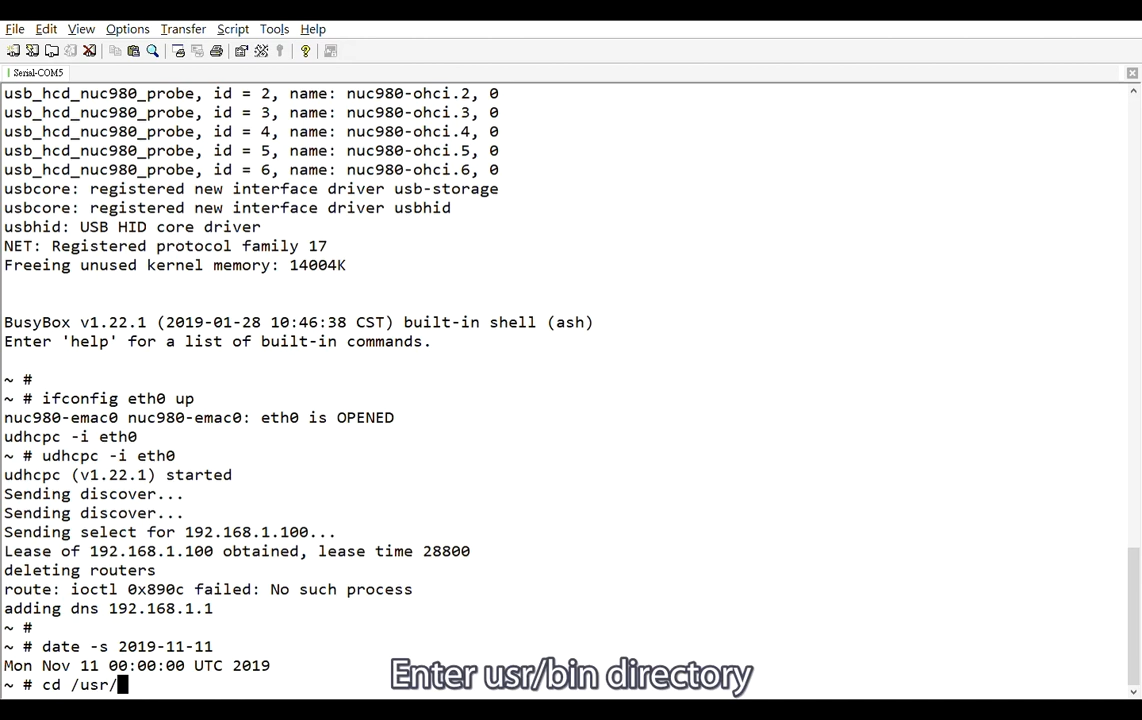 File Edit View Options Transfer Script Tools Help
Serial-COM5
usb_hcd_nuc980_probe, id = 2, name: nuc980-ohci.2, 0
usb_hcd_nuc980_probe, id = 3, name: nuc980-ohci.3, 0
usb_hcd_nuc980_probe, id = 4, name: nuc980-ohci.4, 0
usb_hcd_nuc980_probe, id = 5, name: nuc980-ohci.5, 0
usb_hcd_nuc980_probe, id = 6, name: nuc980-ohci.6, 0
usbcore: registered new interface driver usb-storage
usbcore: registered new interface driver usbhid
usbhid: USB HID core driver
NET: Registered protocol family 17
Freeing unused kernel memory: 14004K
BusyBox v1.22.1 (2019-01-28 10:46:38 CST) built-in shell (ash)
Enter 'help' for a list of built-in commands.
~ #
~ # ifconfig eth0 up
nuc980-emac0 nuc980-emac0: eth0 is OPENED
udhcpc -i eth0
~ # udhcpc -i eth0
udhcpc (v1.22.1) started
Sending discover...
Sending discover...
Sending select for 192.168.1.100...
Lease of 192.168.1.100 obtained, lease time 28800
deleting routers
route: ioctl 0x890c failed: No such process
adding dns 192.168.1.1
~ #
~ # date -s 2019-11-11
Mon Nov 11 00:00:00 UTC 2019
~ # cd /usr/
Enter usr/bin directory